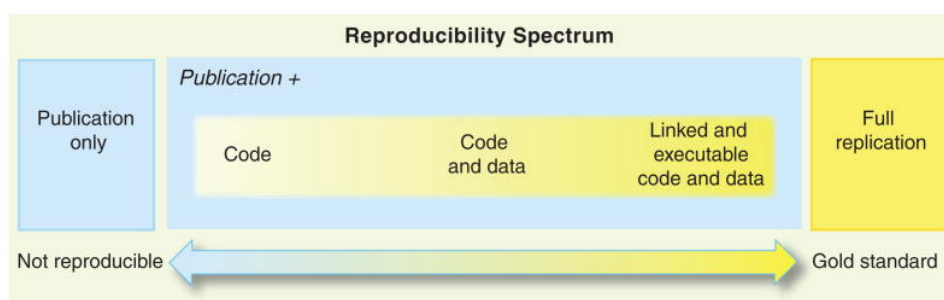 Reproducibility Spectrum
Publication +
Publication
only
Code
Code
and data
Linked and
executable
code and data
Full
replication
Not reproducible
Gold standard